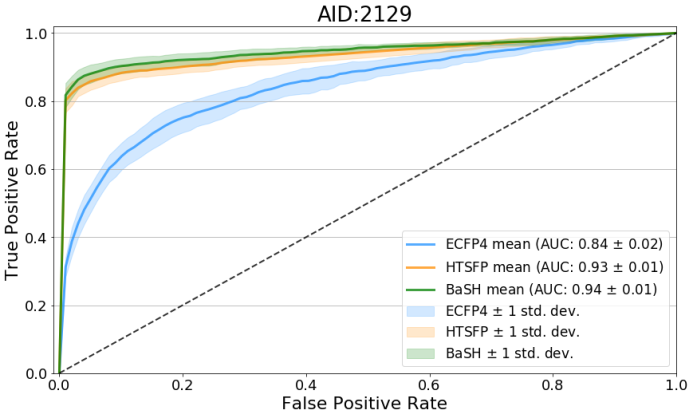 AID:2129
1.0
0.8
0.6
0.4
0.2
0.0
True Positive Rate
ECFP4 mean (AUC: 0.84 ± 0.02)
HTSFP mean (AUC: 0.93 ± 0.01)
BaSH mean (AUC: 0.94 ± 0.01)
ECFP4 ± 1 std. dev.
HTSFP ± 1 std. dev.
BaSH ± 1 std. dev.
0.0 0.2 0.4 0.6 0.8 1.0
False Positive Rate